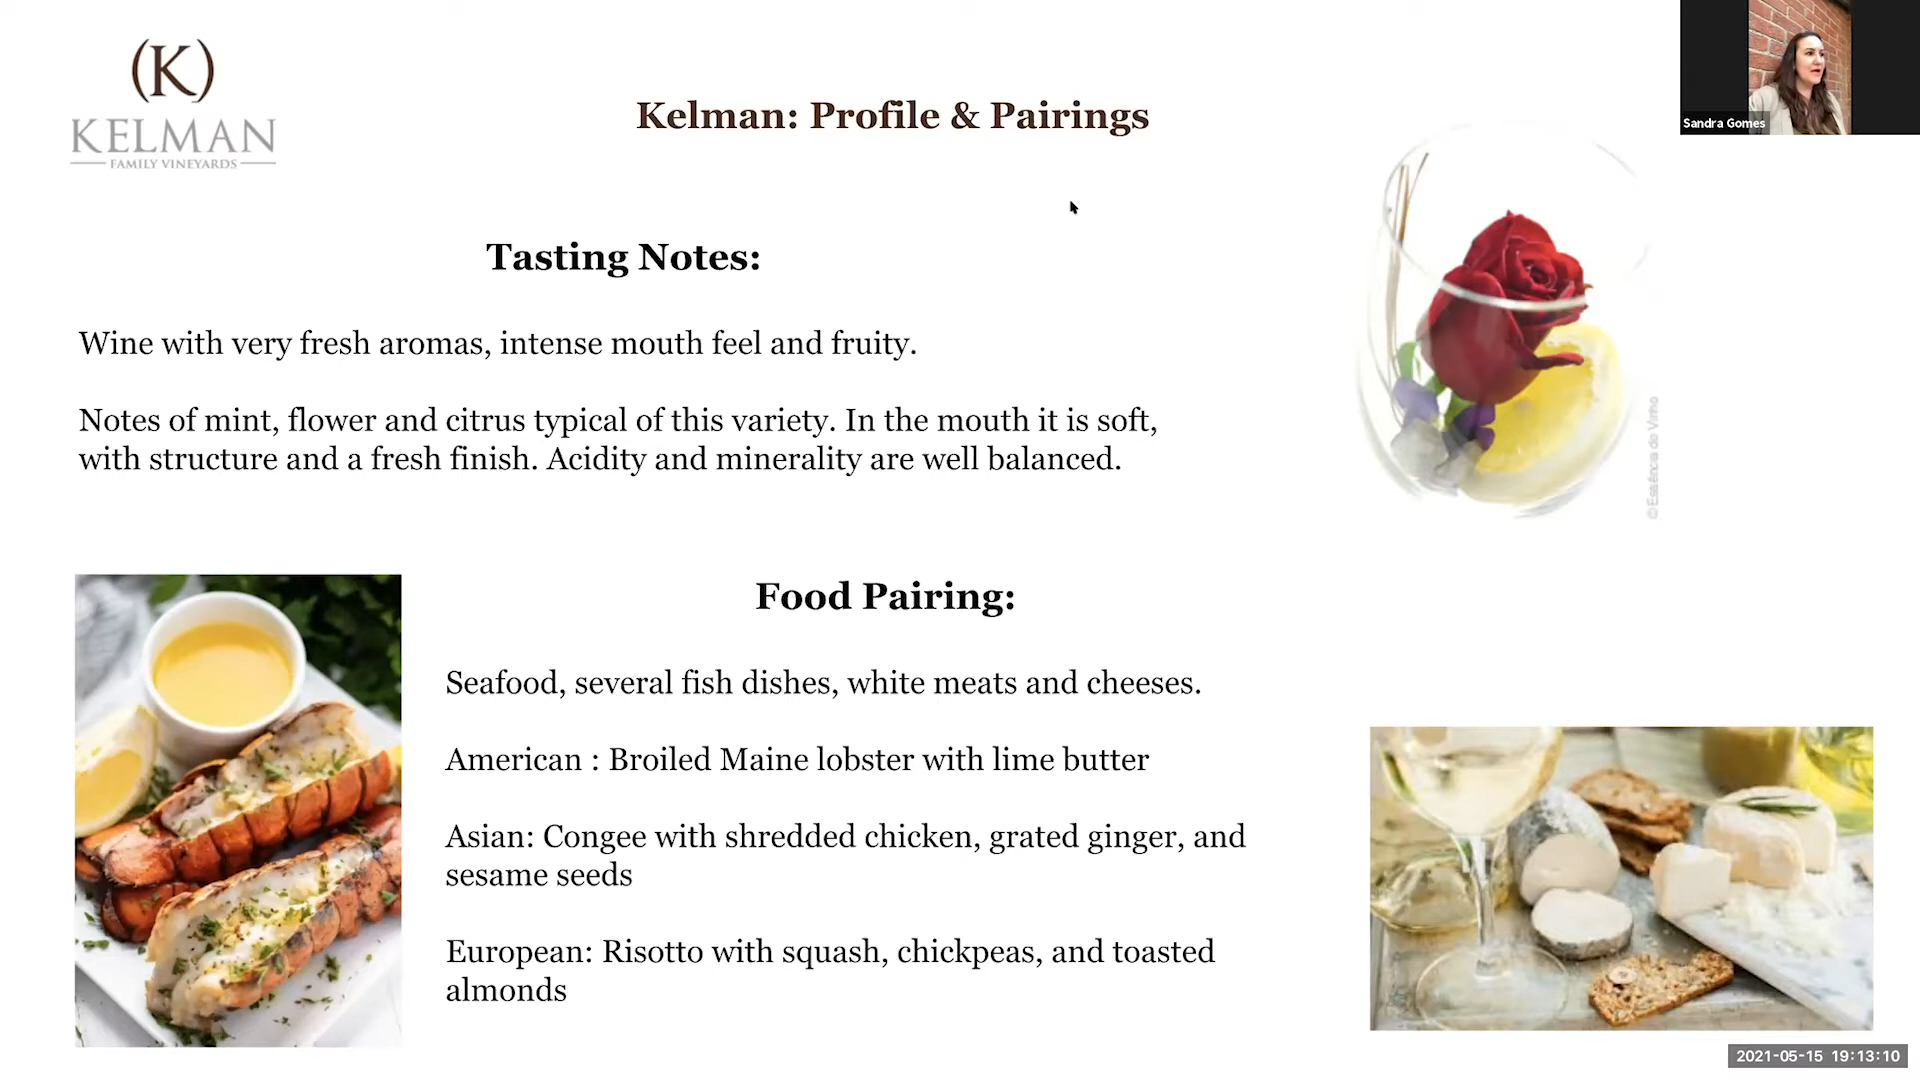 (K)
KELMAN
FAMILY VINEYARDS
Kelman: Profile & Pairings
Sandra Gomes
Tasting Notes:
Wine with very fresh aromas, intense mouth feel and fruity.
Notes of mint, flower and citrus typical of this variety. In the mouth it is soft,
with structure and a fresh finish. Acidity and minerality are well balanced.
© Essência do Vinho
Food Pairing:
Seafood, several fish dishes, white meats and cheeses.
American : Broiled Maine lobster with lime butter
Asian: Congee with shredded chicken, grated ginger, and
sesame seeds
European: Risotto with squash, chickpeas, and toasted
almonds
2021-05-15 19:13:10